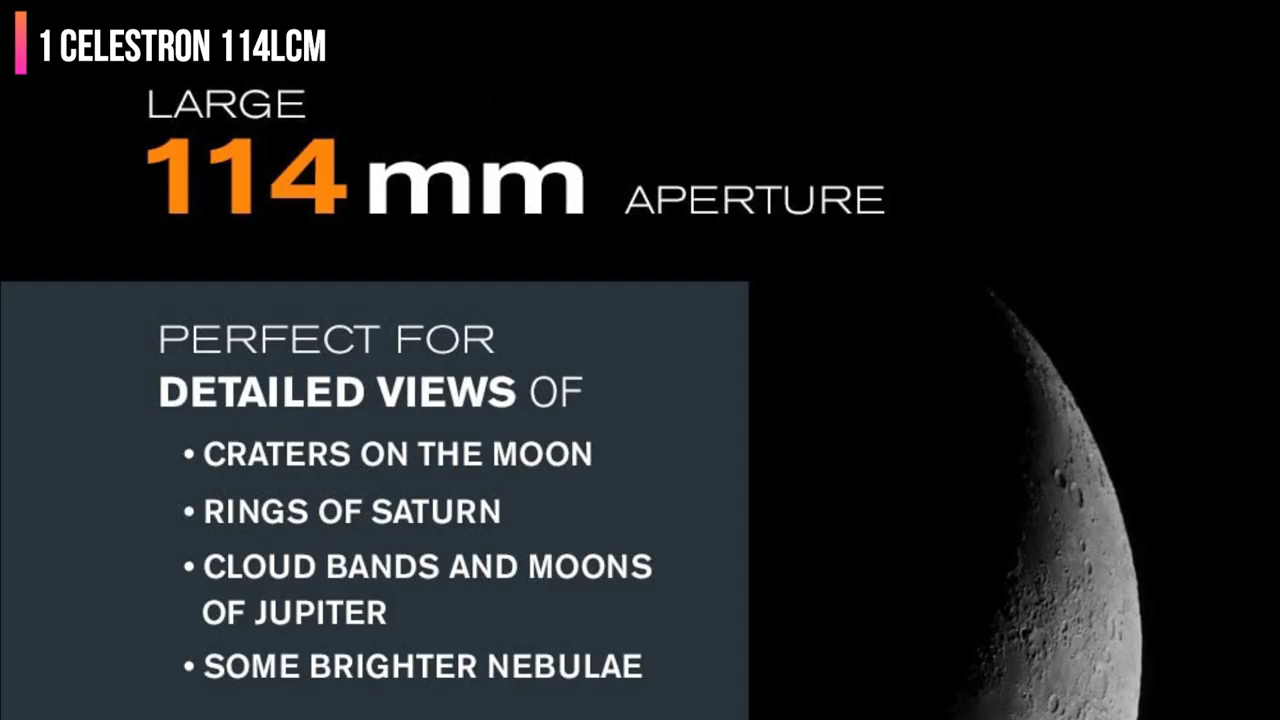 1 CELESTRON 114LCM
LARGE
114 mm APERTURE
PERFECT FOR
DETAILED VIEWS OF
• CRATERS ON THE MOON
• RINGS OF SATURN
• CLOUD BANDS AND MOONS
OF JUPITER
• SOME BRIGHTER NEBULAE